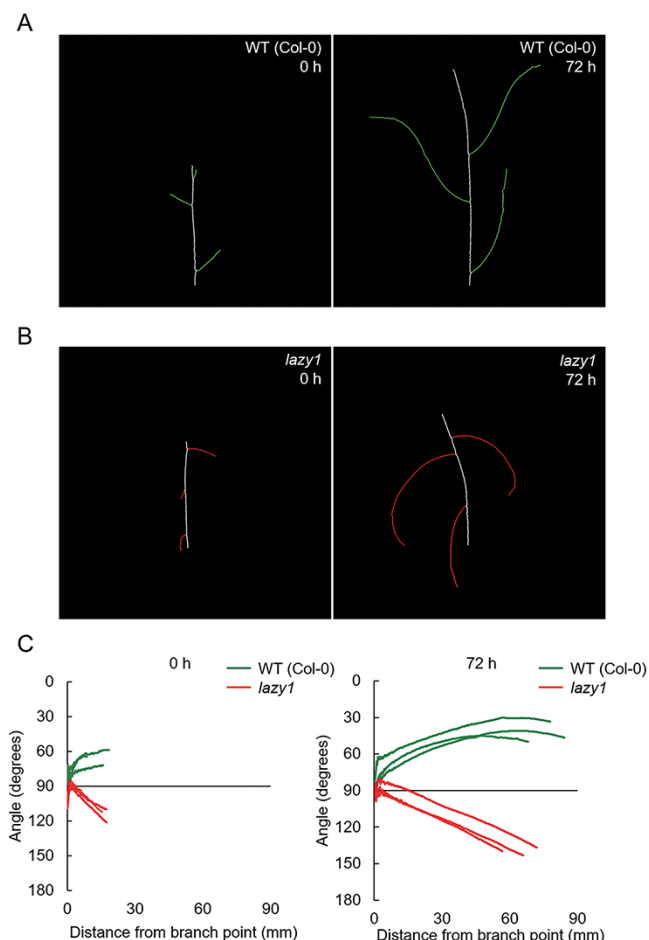 A
WT (Col-0)
0 h
WT (Col-0)
72 h
B
lazy1
0 h
lazy1
72 h
C
0 h
WT (Col-0)
lazy1
72 h
WT (Col-0)
lazy1
Angle (degrees)
0
30
60
90
120
150
180
0
30
60
90
Distance from branch point (mm)
Angle (degrees)
0
30
60
90
120
150
180
0
30
60
90
Distance from branch point (mm)